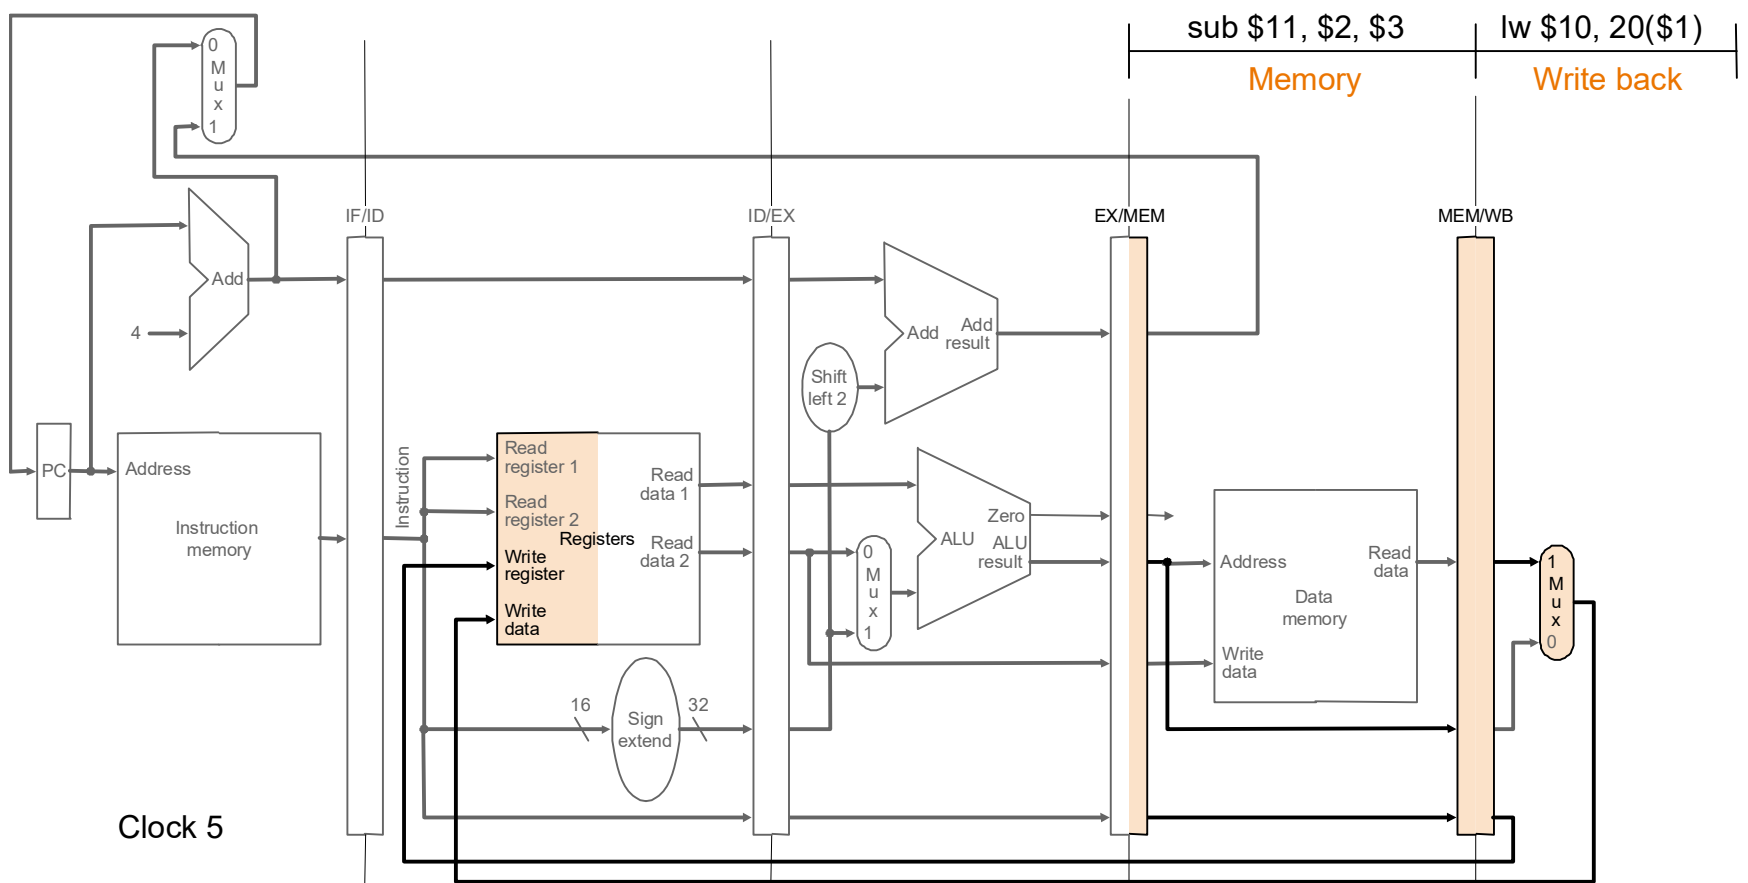 sub $11, $2, $3
lw $10, 20($1)
Memory
Write back
0
M
u
x
1
IF/ID
ID/EX
EX/MEM
MEM/WB
Add
4
Add
Add
result
Shift
left 2
PC
Address
Instruction
memory
Instruction
Read
register 1
Read
register 2
Write
register
Write
data
Registers
Read
data 1
Read
data 2
0
M
u
x
1
Zero
ALU
ALU
result
Address
Read
data
Data
memory
Write
data
1
M
u
x
0
16
Sign
extend
32
Clock 5